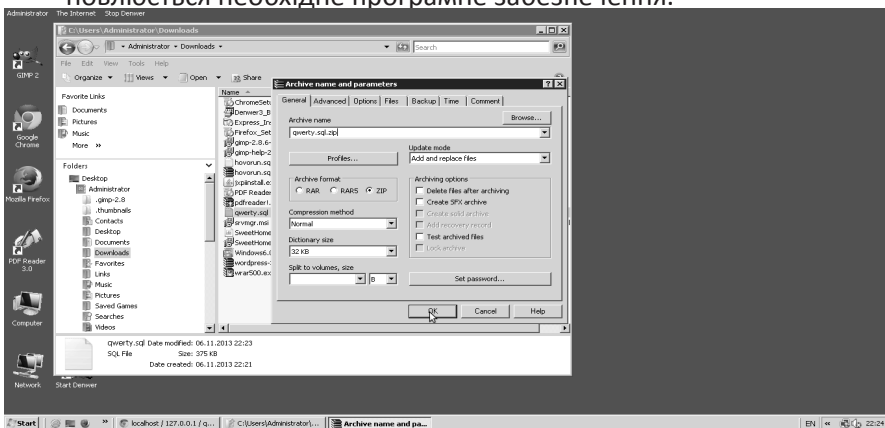 новлюється необхідне програмне забезпечення.
Administrator The Internet Stop Denwer
C:\Users\Administrator\Downloads
Administrator Downloads
Search
File Edit View Tools Help
Organize Views Open Share
Favorite Links
Documents
Pictures
Music
More »
Folders
Desktop
Administrator
.gimp-2.8
.thumbnails
Contacts
Desktop
Documents
Downloads
Favorites
Links
Music
Pictures
Saved Games
Searches
Videos
Name
ChromeSetu
Denwer3_B
Express_In
Firefox_Set
gimp-2.8.6-
gimp-help-2
hovorun.sq
hovorun.sq
jxpiinstall.e
PDF Reader
pdfreader!.
qwerty.sql
srvmgr.msi
SweetHome
SweetHome
Windows6.
wordpress-
wrar500.ex
Archive name and parameters
General Advanced Options Files Backup Time Comment
Archive name
Browse...
qwerty.sql.zip
Profiles...
Update mode
Add and replace files
Archive format
RAR RAR5 ZIP
Compression method
Normal
Dictionary size
32 KB
Split to volumes, size
B
Archiving options
Delete files after archiving
Create SFX archive
Create solid archive
Add recovery record
Test archived files
Lock archive
Set password...
OK Cancel Help
qwerty.sql Date modified: 06.11.2013 22:23
SQL File Size: 375 KB
Date created: 06.11.2013 22:21
GIMP 2
Google Chrome
Mozilla Firefox
PDF Reader 3.0
Computer
Network
Start Denwer
Start » localhost / 127.0.0.1 / q... C:\Users\Administrator\... Archive name and pa... EN « 22:24